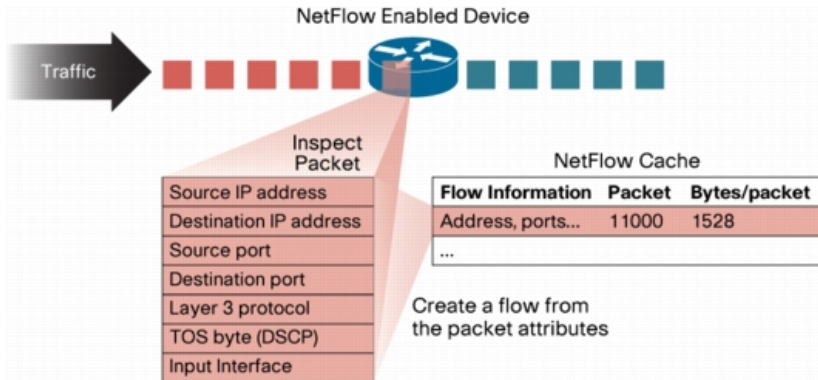 NetFlow Enabled Device
Traffic
Inspect
Packet
Source IP address
Destination IP address
Source port
Destination port
Layer 3 protocol
TOS byte (DSCP)
Input Interface
NetFlow Cache
Flow Information Packet Bytes/packet
Address, ports... 11000 1528
...
Create a flow from
the packet attributes